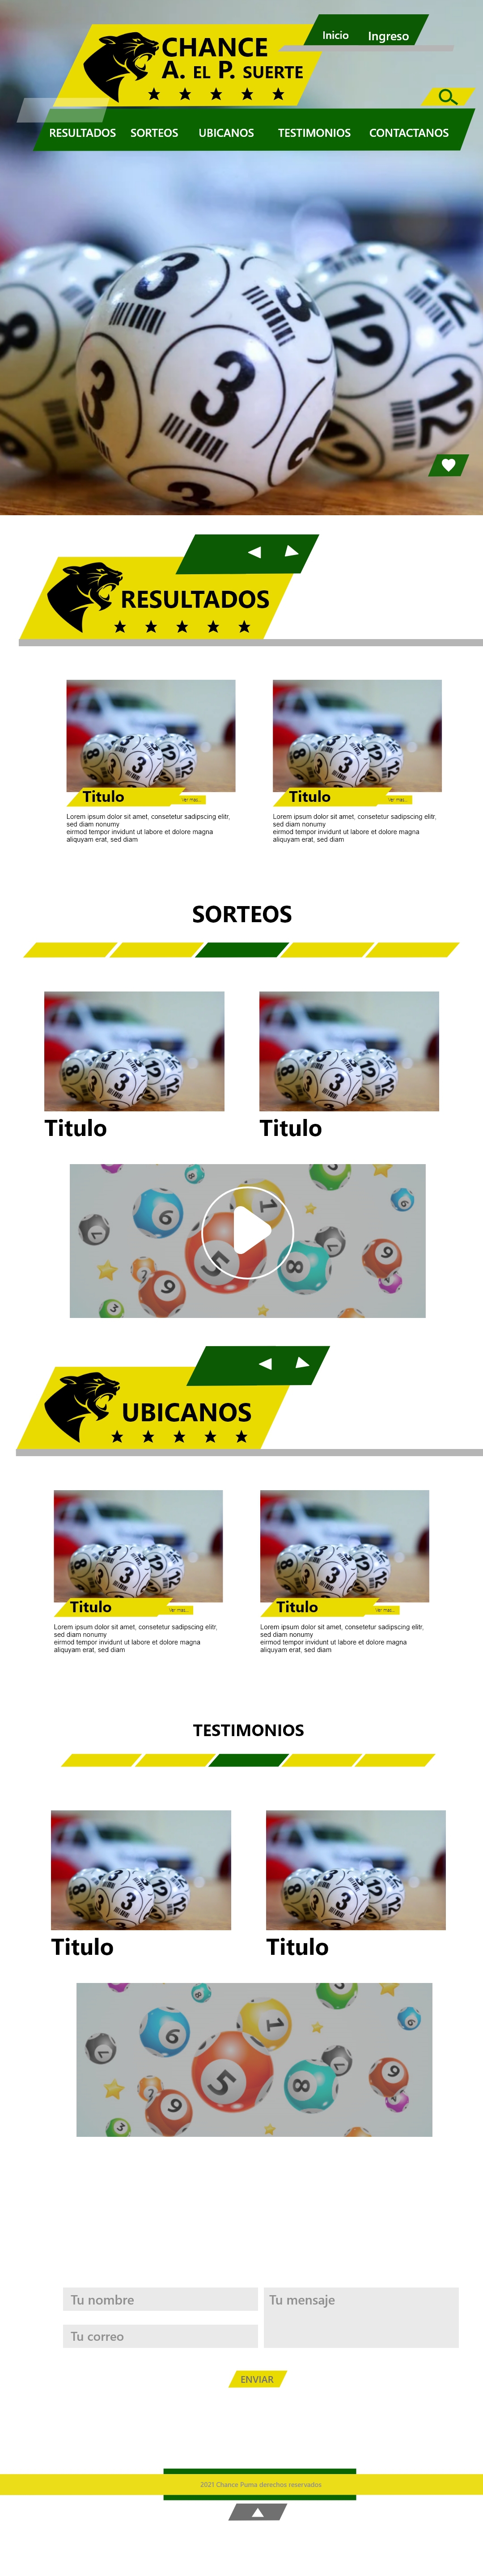 Inicio Ingreso
CHANCE
A. EL P. SUERTE
RESULTADOS SORTEOS UBICANOS TESTIMONIOS CONTACTANOS
3
3
3
12
RESULTADOS
Titulo
Ver mas...
Titulo
Ver mas...
Lorem ipsum dolor sit amet, consetetur sadipscing elitr,
sed diam nonumy
eirmod tempor invidunt ut labore et dolore magna
aliquyam erat, sed diam
Lorem ipsum dolor sit amet, consetetur sadipscing elitr,
sed diam nonumy
eirmod tempor invidunt ut labore et dolore magna
aliquyam erat, sed diam
SORTEOS
Titulo
Titulo
UBICANOS
Titulo
Ver mas...
Titulo
Ver mas...
Lorem ipsum dolor sit amet, consetetur sadipscing elitr,
sed diam nonumy
eirmod tempor invidunt ut labore et dolore magna
aliquyam erat, sed diam
Lorem ipsum dolor sit amet, consetetur sadipscing elitr,
sed diam nonumy
eirmod tempor invidunt ut labore et dolore magna
aliquyam erat, sed diam
TESTIMONIOS
Titulo
Titulo
Tu nombre
Tu mensaje
Tu correo
ENVIAR
2021 Chance Puma derechos reservados